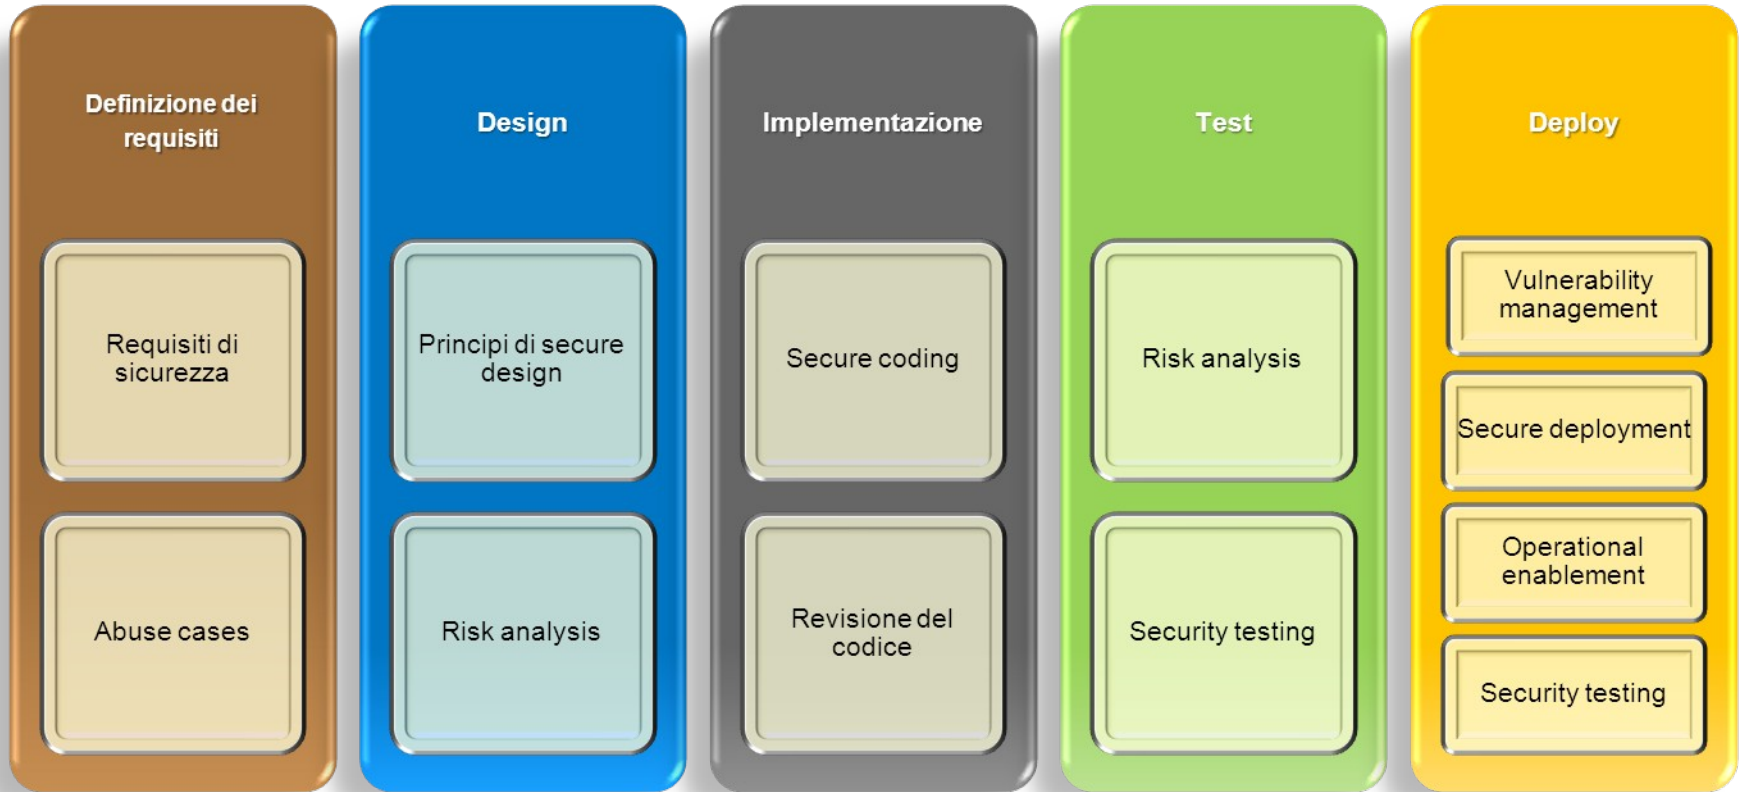 Definizione dei
requisiti
Requisiti di
sicurezza
Abuse cases
Design
Principi di secure
design
Risk analysis
Implementazione
Secure coding
Revisione del
codice
Test
Risk analysis
Security testing
Deploy
Vulnerability
management
Secure deployment
Operational
enablement
Security testing